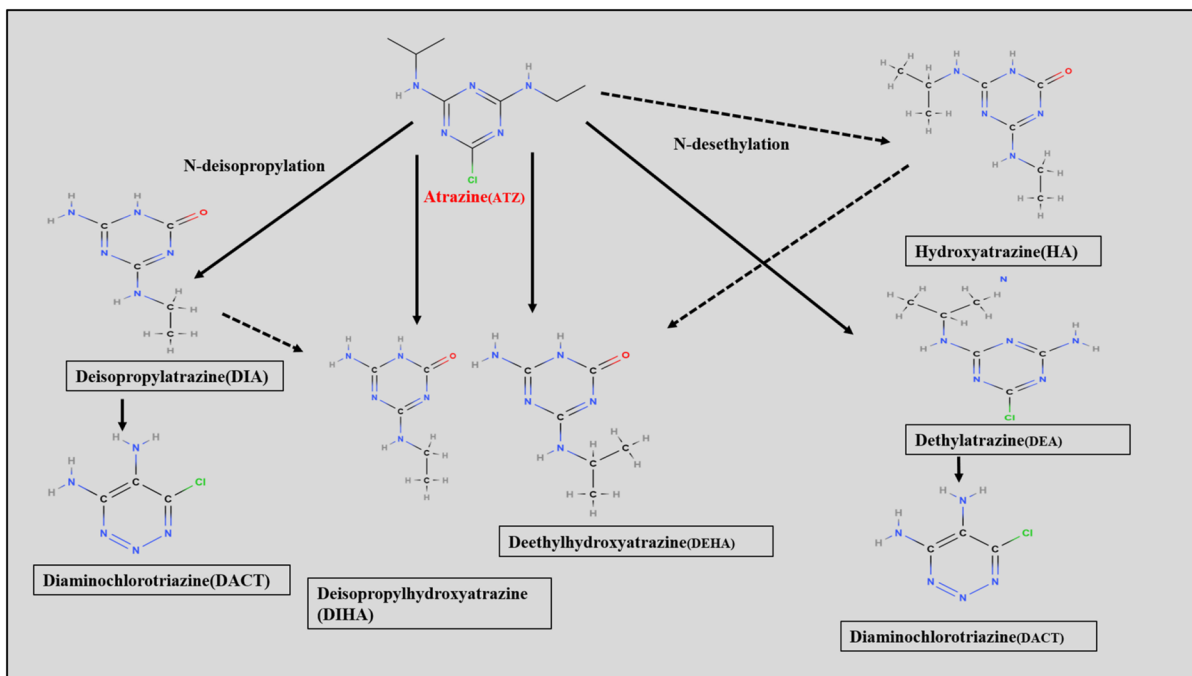 N-deisopropylation
N-desethylation
Atrazine(ATZ)
Hydroxyatrazine(HA)
Deisopropylatrazine(DIA)
Dethylatrazine(DEA)
Deethylhydroxyatrazine(DEHA)
Diaminochlorotriazine(DACT)
Deisopropylhydroxyatrazine
(DIHA)
Diaminochlorotriazine(DACT)